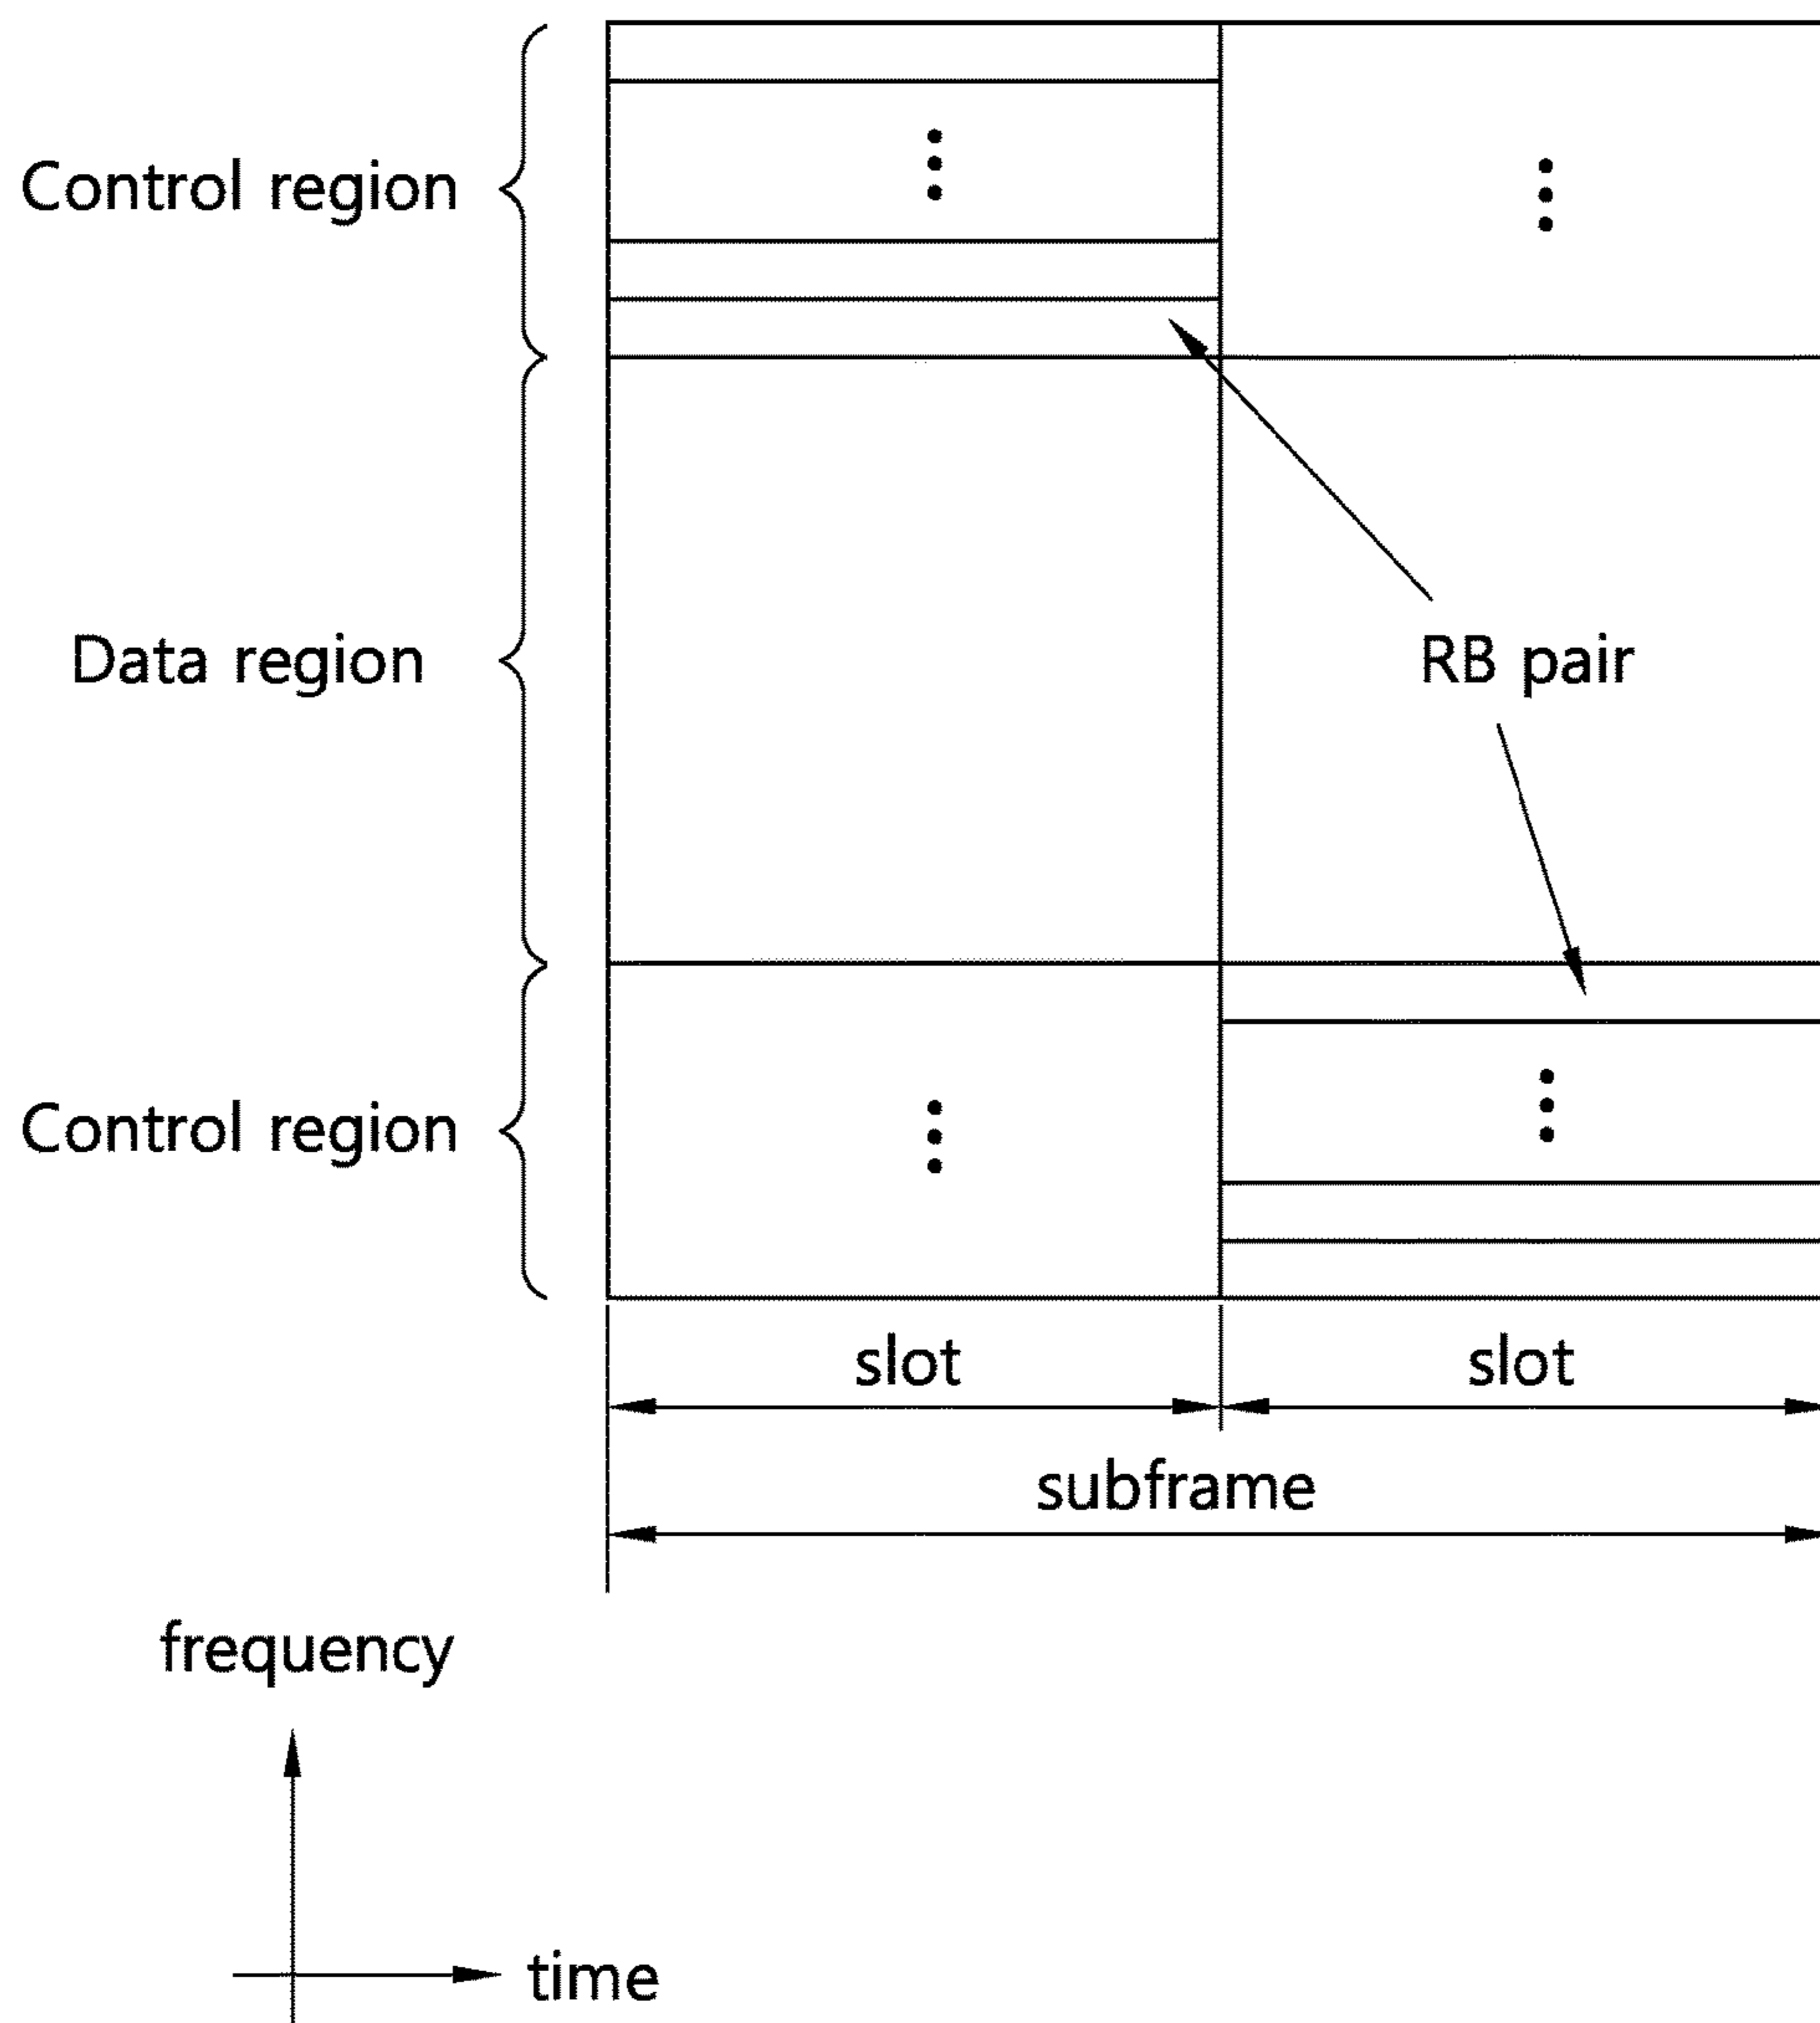 Control region
Data region
RB pair
Control region
slot
slot
subframe
frequency
time